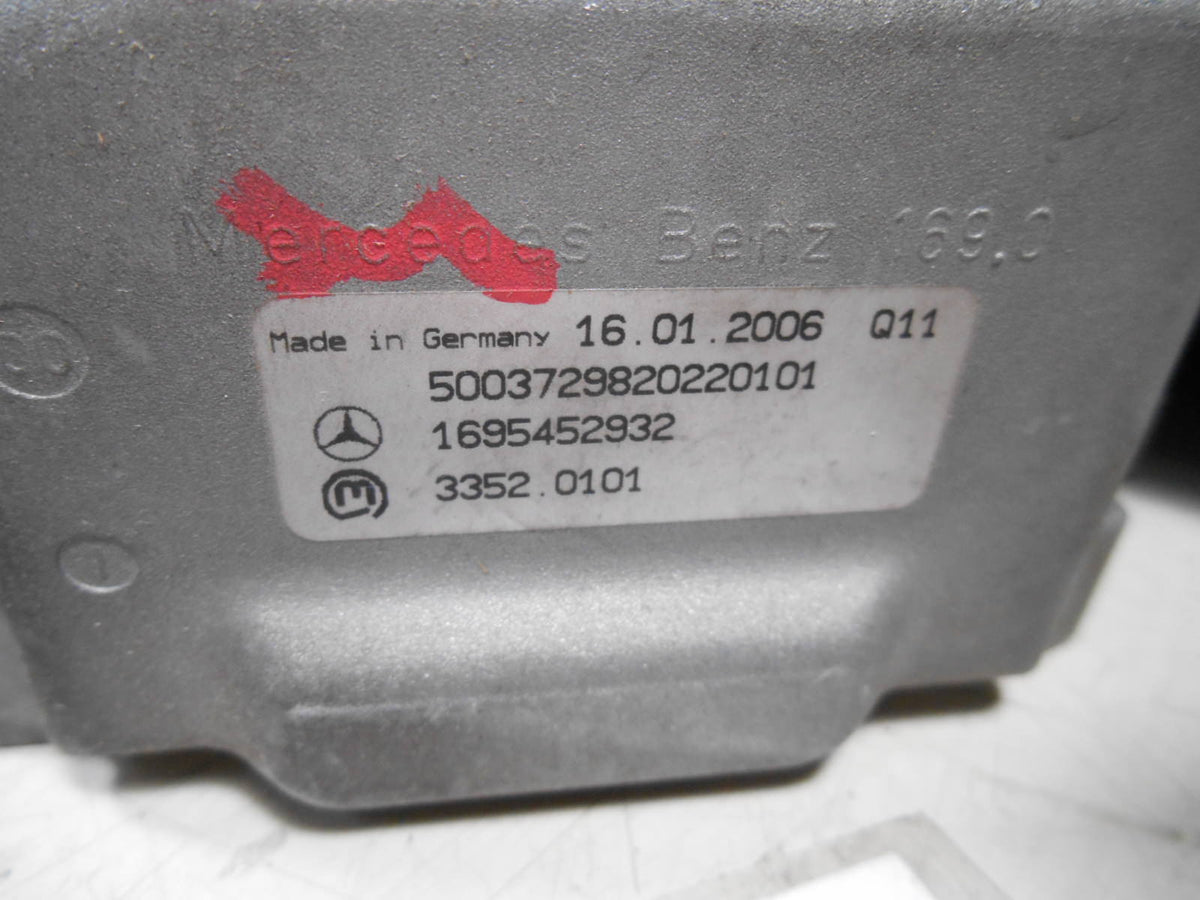 Mercedes Benz 169.0
Made in Germany 16.01.2006 Q11
5003729820220101
1695452932
3352.0101